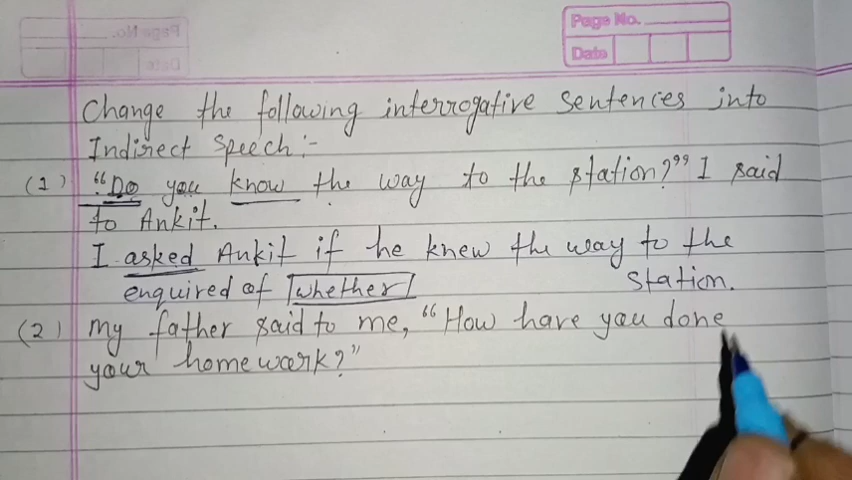 Page No.
Date
Change the following interrogative sentences into
Indirect Speech:-
(1) "Do you know the way to the station?" I said
to Ankit.
I asked Ankit if he knew the way to the
enquired of whether station.
(2) My father said to me, "How have you done
your homework?"